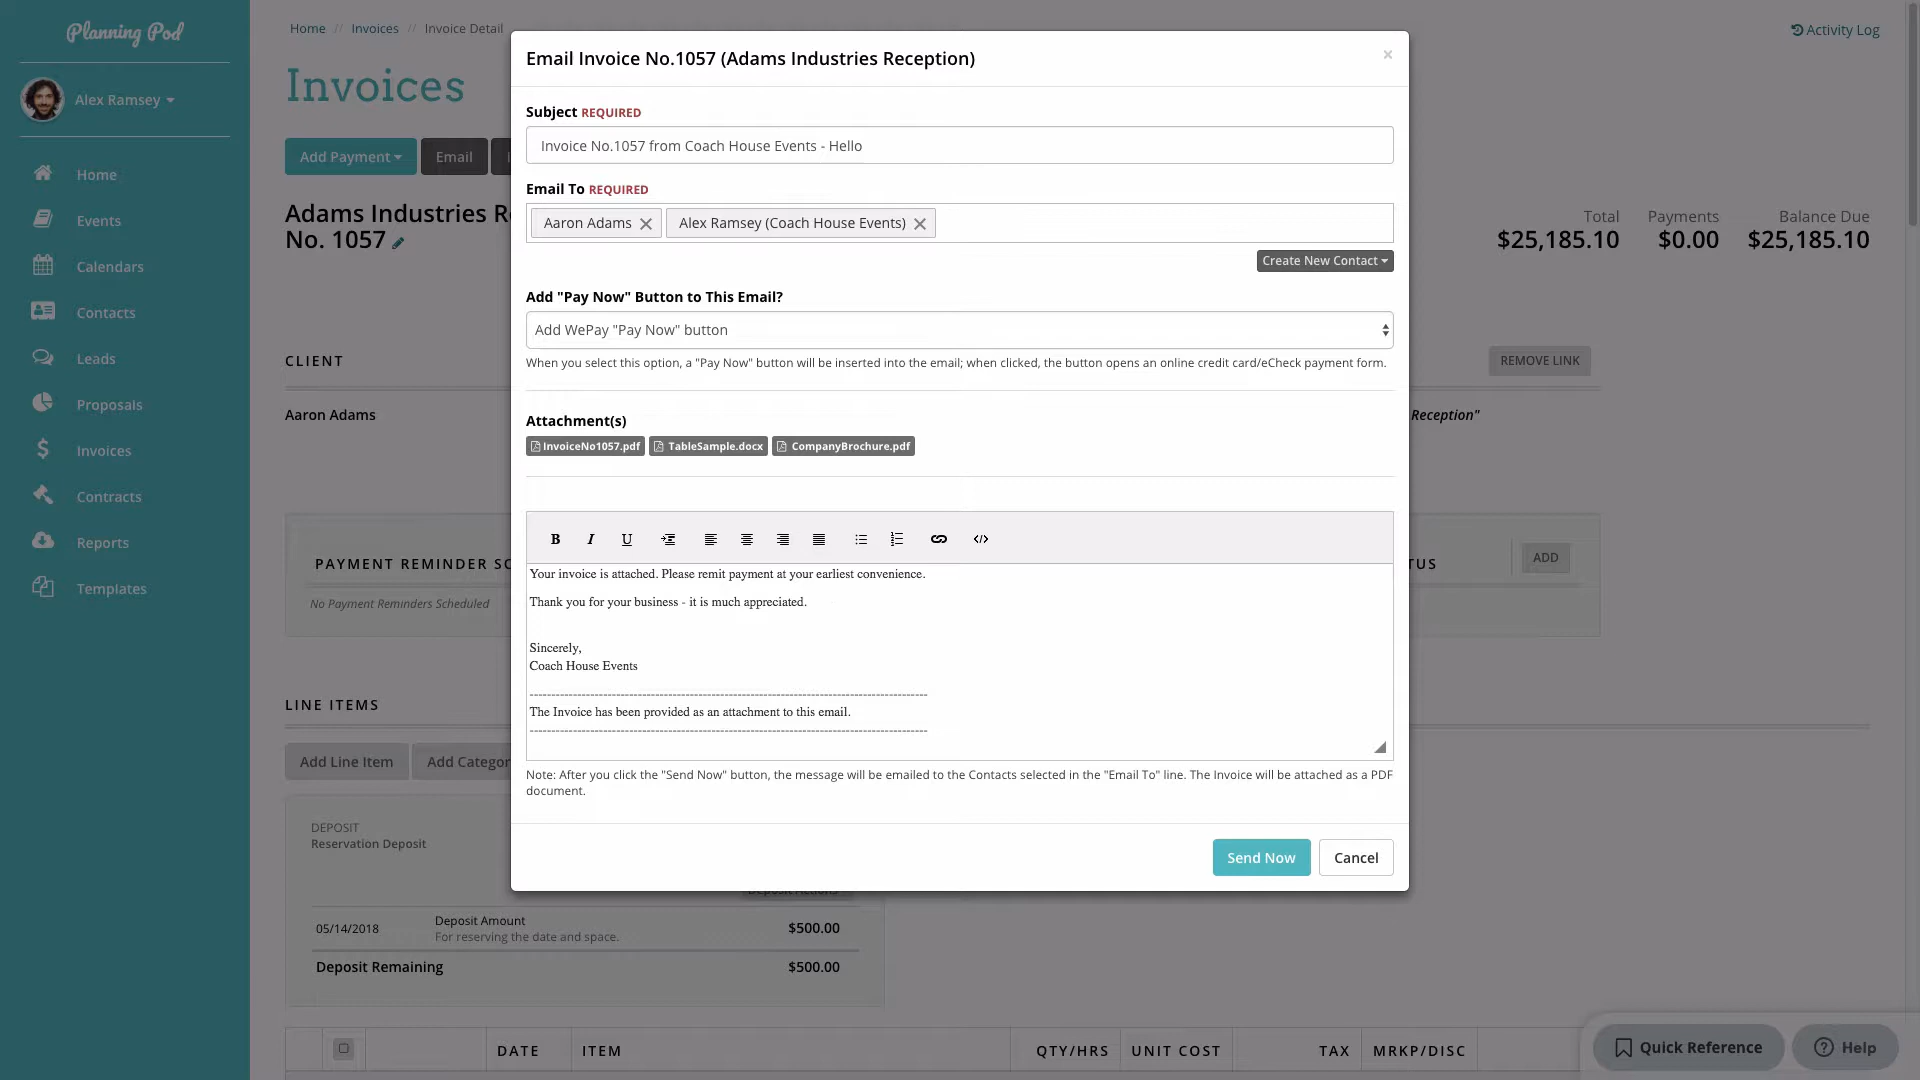 Planning Pod
Alex Ramsey
Home
Events
Calendars
Contacts
Leads
Proposals
Invoices
Contracts
Reports
Templates
Home // Invoices // Invoice Detail
Activity Log
Invoices
Add Payment
Email
Adams Industries R
No. 1057
Total
$25,185.10
Payments
$0.00
Balance Due
$25,185.10
CLIENT
REMOVE LINK
Aaron Adams
Reception"
PAYMENT REMINDER SC
TUS
ADD
No Payment Reminders Scheduled
LINE ITEMS
Add Line Item
Add Categor
DEPOSIT
Reservation Deposit
Deposit Actions
05/14/2018
Deposit Amount
For reserving the date and space.
$500.00
Deposit Remaining
$500.00
DATE ITEM QTY/HRS UNIT COST TAX MRKP/DISC
Email Invoice No.1057 (Adams Industries Reception)
×
Subject REQUIRED
Invoice No.1057 from Coach House Events - Hello
Email To REQUIRED
Aaron Adams
Alex Ramsey (Coach House Events)
Create New Contact
Add "Pay Now" Button to This Email?
Add WePay "Pay Now" button
When you select this option, a "Pay Now" button will be inserted into the email; when clicked, the button opens an online credit card/eCheck payment form.
Attachment(s)
InvoiceNo1057.pdf
TableSample.docx
CompanyBrochure.pdf
B I U
Your invoice is attached. Please remit payment at your earliest convenience.
Thank you for your business - it is much appreciated.
Sincerely,
Coach House Events
--------------------------------------------------------------------------------------------
The Invoice has been provided as an attachment to this email.
--------------------------------------------------------------------------------------------
Note: After you click the "Send Now" button, the message will be emailed to the Contacts selected in the "Email To" line. The Invoice will be attached as a PDF
document.
Send Now
Cancel
Quick Reference
Help